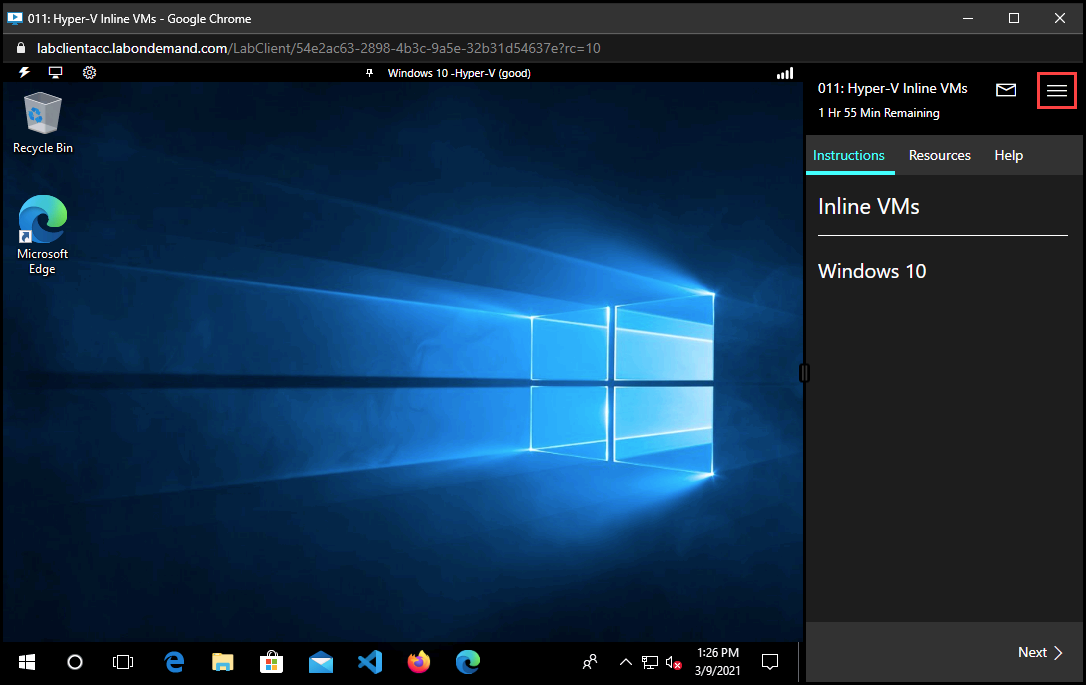 011: Hyper-V Inline VMs - Google Chrome
labclientacc.labondemand.com/LabClient/54e2ac63-2898-4b3c-9a5e-32b31d54637e?rc=10
Windows 10 -Hyper-V (good)
Recycle Bin
Microsoft
Edge
011: Hyper-V Inline VMs
1 Hr 55 Min Remaining
Instructions Resources Help
Inline VMs
Windows 10
Next
1:26 PM
3/9/2021